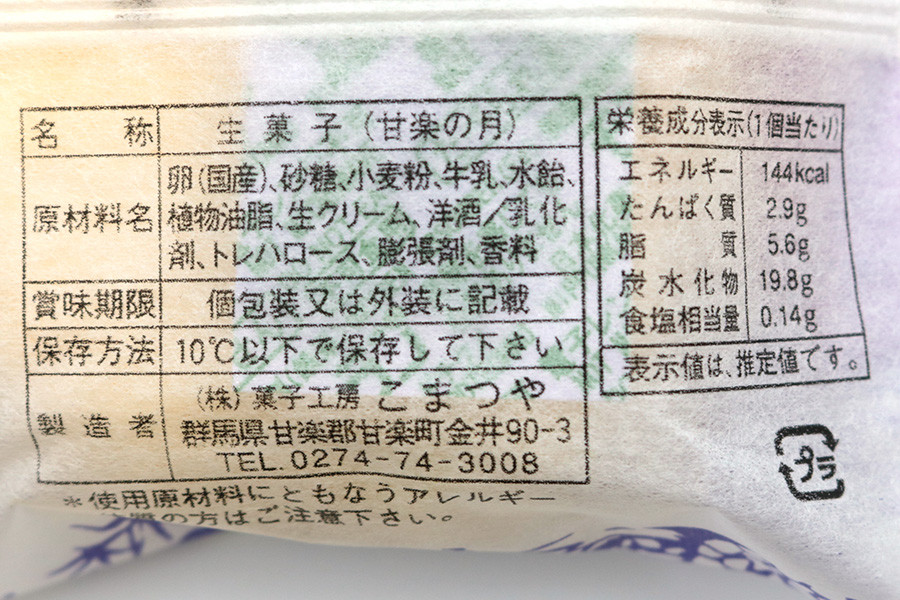 名称 生菓子(甘楽の月)
原材料名 卵(国産)、砂糖、小麦粉、牛乳、水飴、
植物油脂、生クリーム、洋酒/乳化
剤、トレハロース、膨張剤、香料
賞味期限 個包装又は外装に記載
保存方法 10℃以下で保存して下さい
製造者 (株)菓子工房 こまつや
群馬県甘楽郡甘楽町金井90-3
TEL.0274-74-3008
*使用原材料にともなうアレルギー
の方はご注意下さい。
栄養成分表示(1個当たり)
エネルギー 144kcal
たんぱく質 2.9g
脂質 5.6g
炭水化物 19.8g
食塩相当量 0.14g
表示値は、推定値です。
プラ